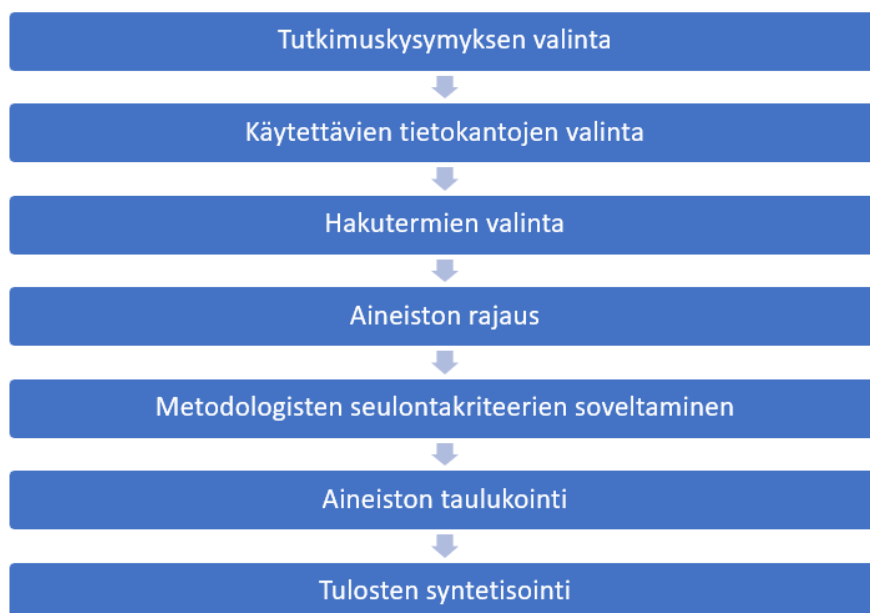 Tutkimuskysymyksen valinta
Käytettävien tietokantojen valinta
Hakutermien valinta
Aineiston rajaus
Metodologisten seulontakriteerien soveltaminen
Aineiston taulukointi
Tulosten syntetisointi